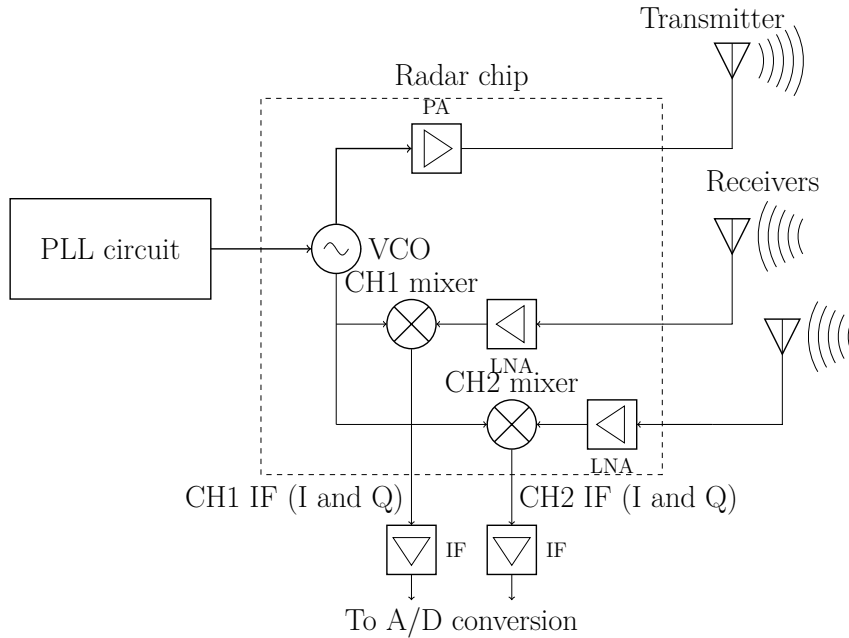 Transmitter
Radar chip
PA
Receivers
PLL circuit
VCO
CH1 mixer
LNA
CH2 mixer
LNA
CH1 IF (I and Q)
CH2 IF (I and Q)
IF
IF
To A/D conversion